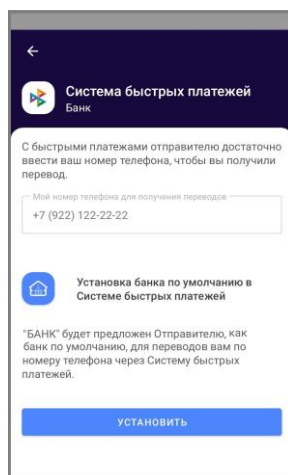 Система быстрых платежей
Банк
С быстрыми платежами отправителю достаточно
ввести ваш номер телефона, чтобы вы получили
перевод.
Мой номер телефона для получения переводов
+7 (922) 122-22-22
Установка банка по умолчанию в
Системе быстрых платежей
"БАНК" будет предложен Отправителю, как
банк по умолчанию, для переводов вам по
номеру телефона через Систему быстрых
платежей.
УСТАНОВИТЬ